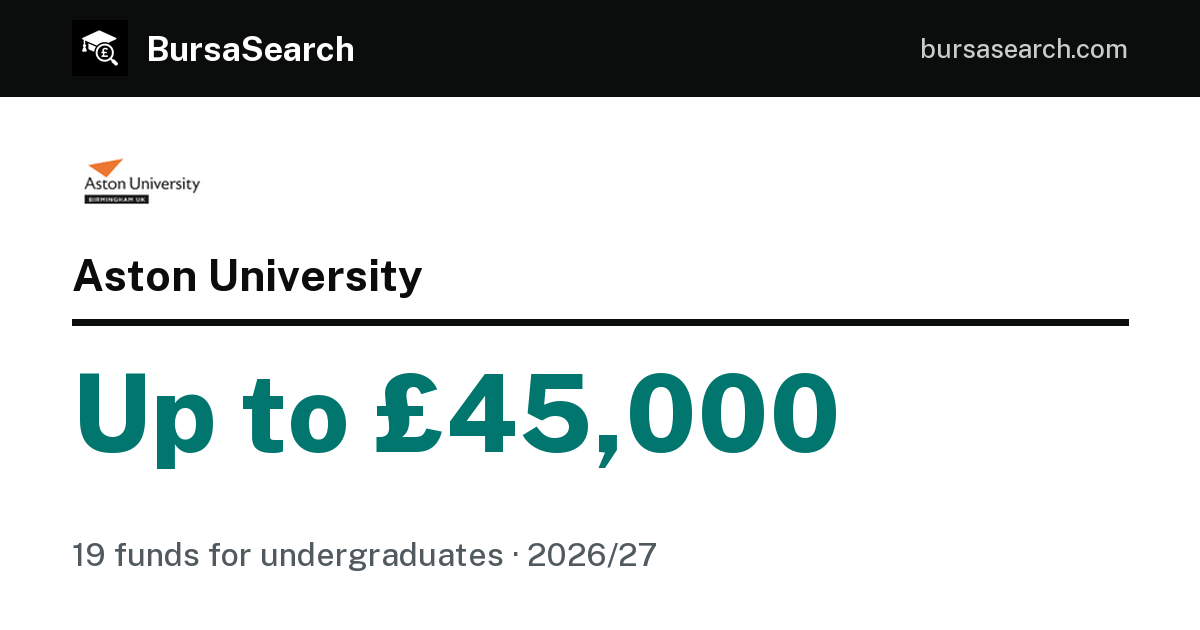 £
BursaSearch
bursasearch.com
Aston University
BIRMINGHAM UK
Aston University
Up to £45,000
19 funds for undergraduates · 2026/27